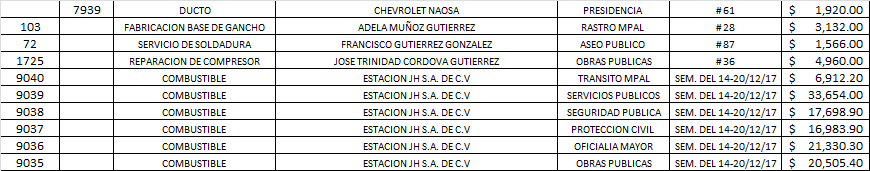 7939 DUCTO CHEVROLET NAOSA PRESIDENCIA #61 $ 1,920.00
103 FABRICACION BASE DE GANCHO ADELA MUÑOZ GUTIERREZ RASTRO MPAL #28 $ 3,132.00
72 SERVICIO DE SOLDADURA FRANCISCO GUTIERREZ GONZALEZ ASEO PUBLICO #87 $ 1,566.00
1725 REPARACION DE COMPRESOR JOSE TRINIDAD CORDOVA GUTIERREZ OBRAS PUBLICAS #36 $ 4,960.00
9040 COMBUSTIBLE ESTACION JH S.A. DE C.V TRANSITO MPAL SEM. DEL 14-20/12/17 $ 6,912.20
9039 COMBUSTIBLE ESTACION JH S.A. DE C.V SERVICIOS PUBLICOS SEM. DEL 14-20/12/17 $ 33,654.00
9038 COMBUSTIBLE ESTACION JH S.A. DE C.V SEGURIDAD PUBLICA SEM. DEL 14-20/12/17 $ 17,698.90
9037 COMBUSTIBLE ESTACION JH S.A. DE C.V PROTECCION CIVIL SEM. DEL 14-20/12/17 $ 16,983.90
9036 COMBUSTIBLE ESTACION JH S.A. DE C.V OFICIALIA MAYOR SEM. DEL 14-20/12/17 $ 21,330.30
9035 COMBUSTIBLE ESTACION JH S.A. DE C.V OBRAS PUBLICAS SEM. DEL 14-20/12/17 $ 20,505.40